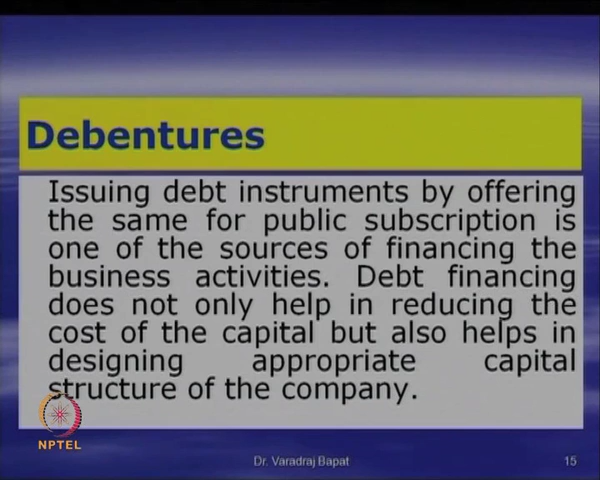 Debentures
Issuing debt instruments by offering
the same for public subscription is
one of the sources of financing the
business activities. Debt financing
does not only help in reducing the
cost of the capital but also helps in
designing appropriate capital
structure of the company.
NPTEL
Dr. Varadraj Bapat
15